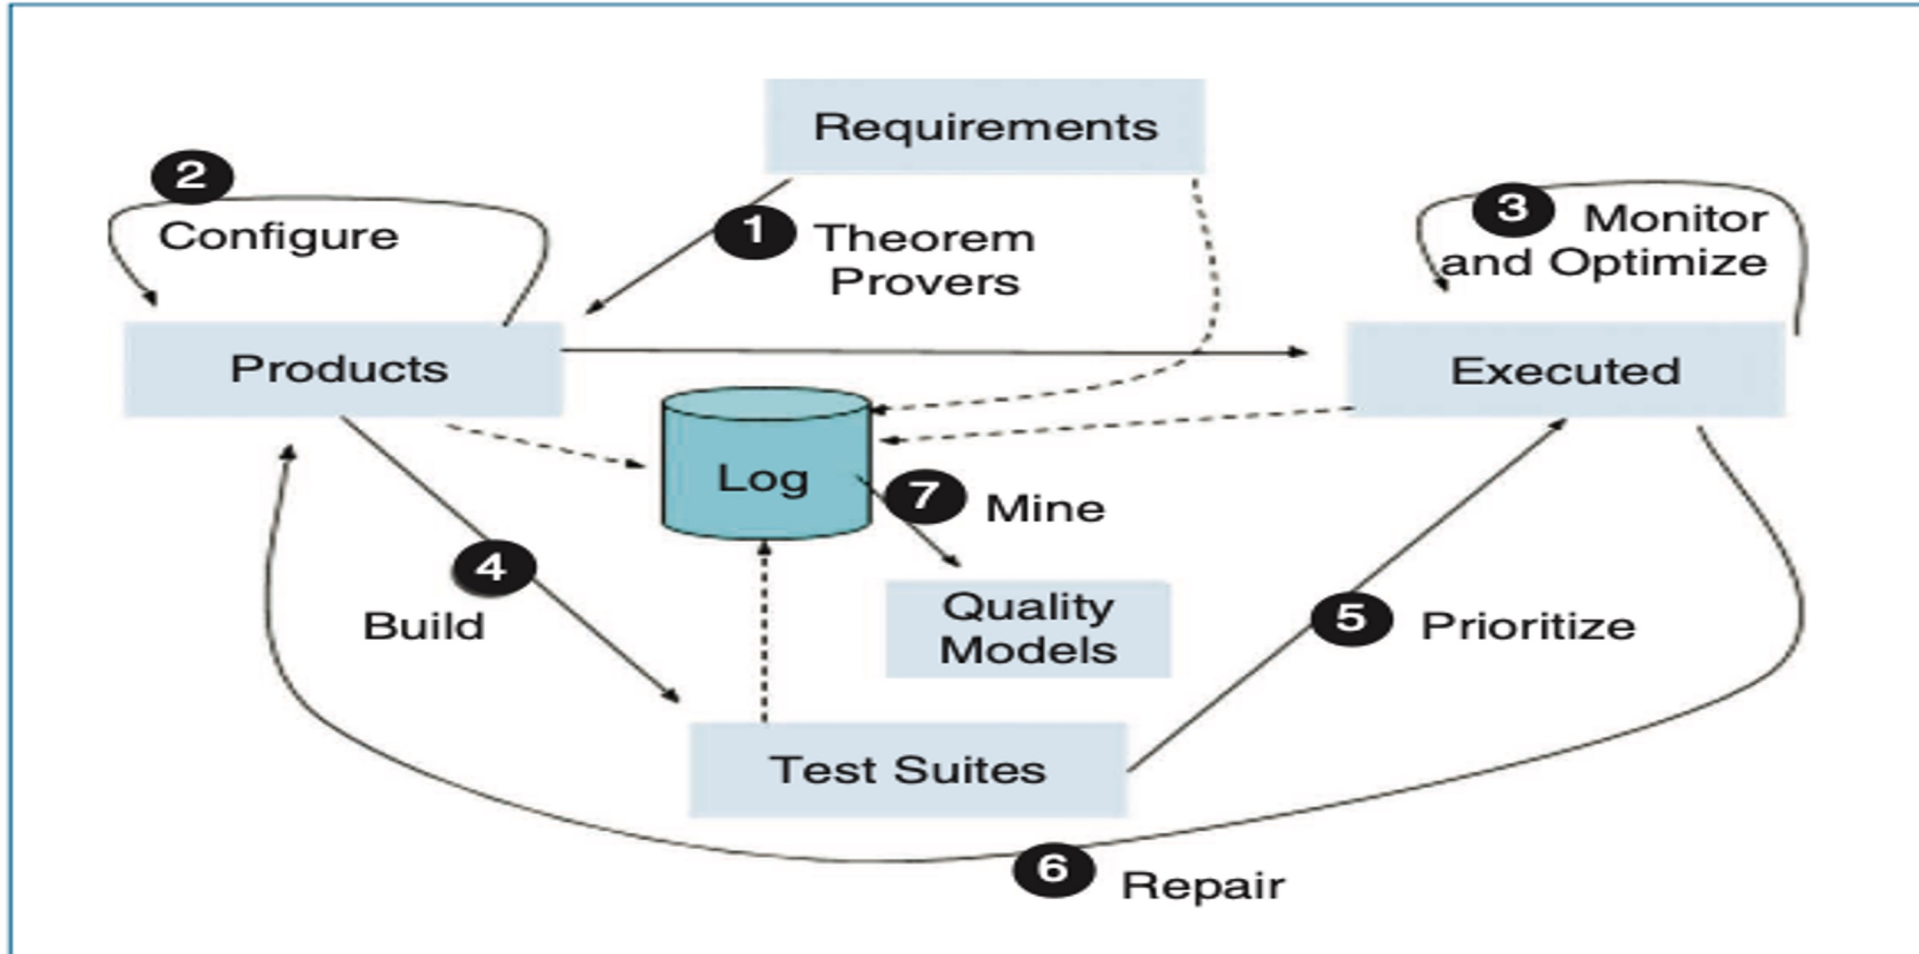 Requirements
2
Configure
1
Theorem
Provers
3
Monitor
and Optimize
Products
Executed
Log
7
Mine
4
Build
Quality
Models
5
Prioritize
Test Suites
6
Repair